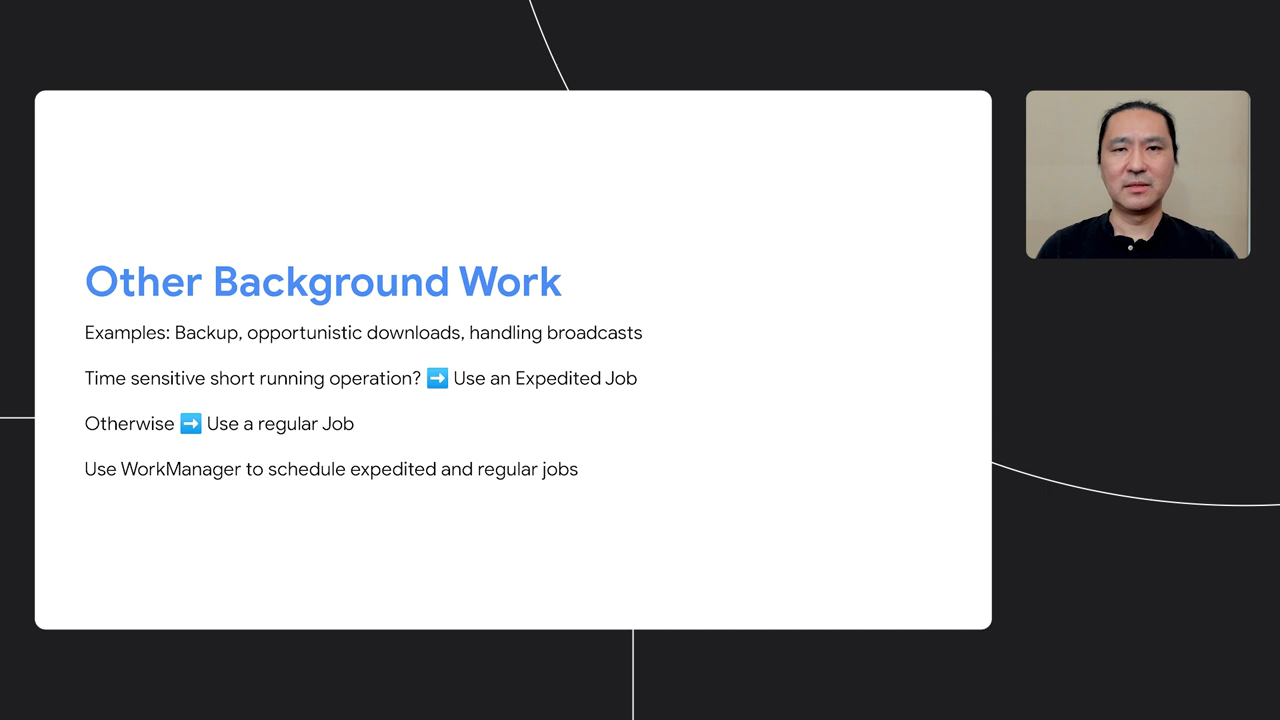 Other Background Work
Examples: Backup, opportunistic downloads, handling broadcasts
Time sensitive short running operation? ➡️ Use an Expedited Job
Otherwise ➡️ Use a regular Job
Use WorkManager to schedule expedited and regular jobs